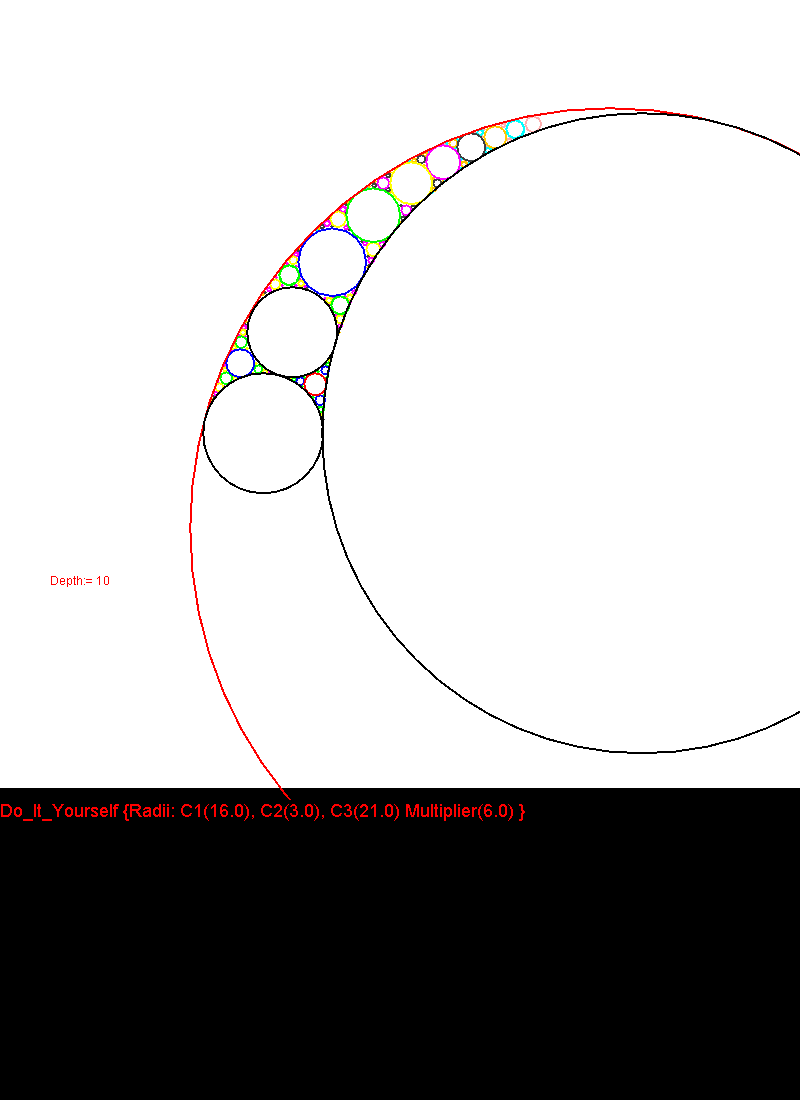 Depth:= 10
Do_It_Yourself {Radii: C1(16.0), C2(3.0), C3(21.0) Multiplier(6.0) }